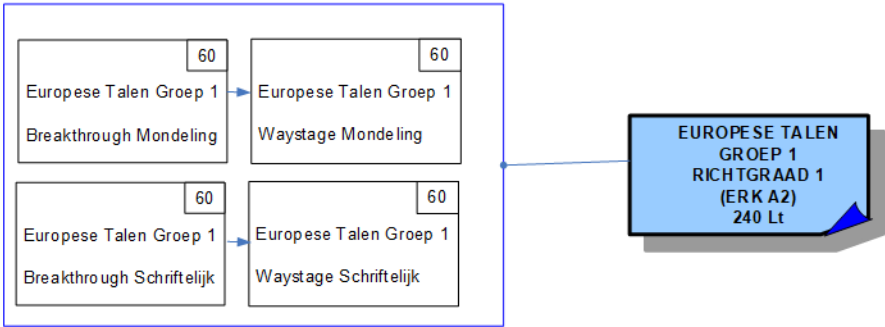 60
Europese Talen Groep 1
Breakthrough Mondeling
60
Europese Talen Groep 1
Waystage Mondeling
60
Europese Talen Groep 1
Breakthrough Schriftelijk
60
Europese Talen Groep 1
Waystage Schriftelijk
EUROPESE TALEN
GROEP 1
RICHTGRAAD 1
(ERK A2)
240 Lt